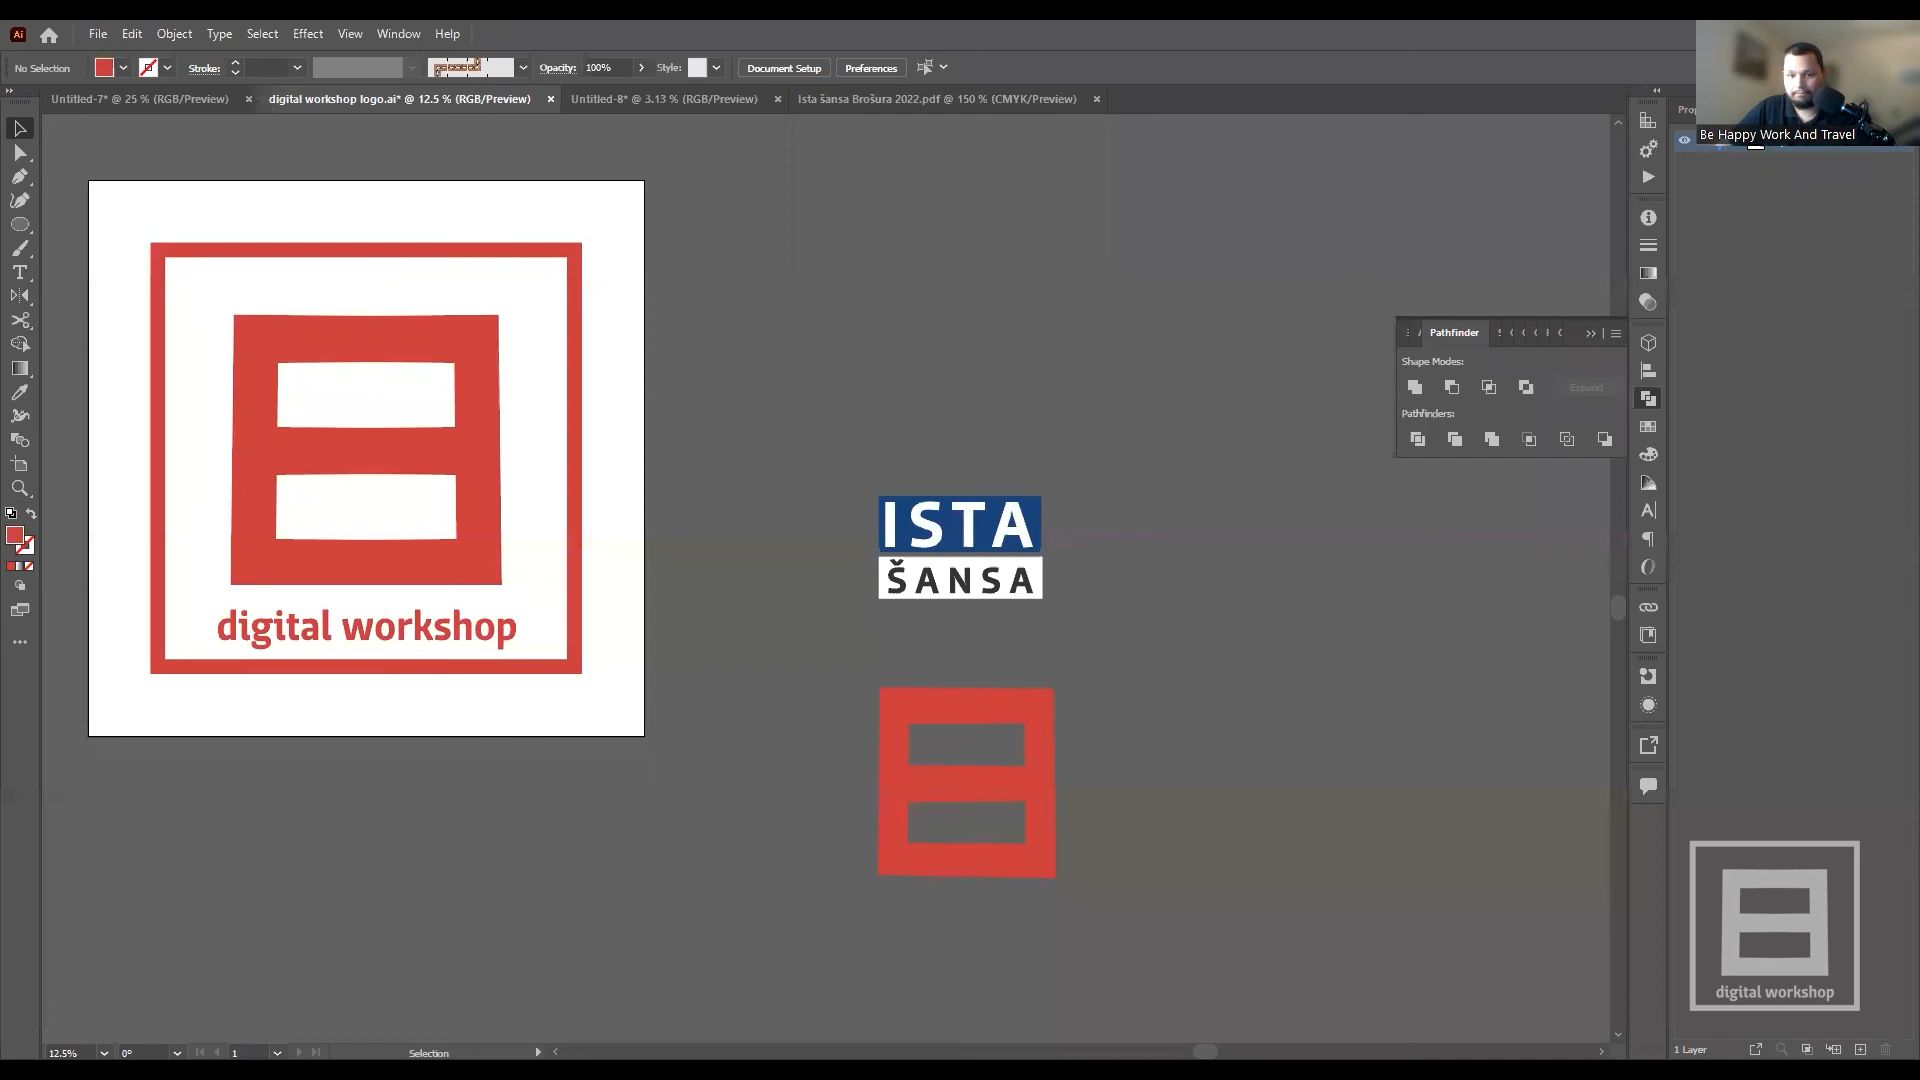 Ai File Edit Object Type Select Effect View Window Help
No Selection Stroke: Opacity: 100% Style: Document Setup Preferences
Untitled-7* @ 25 % (RGB/Preview) × digital workshop logo.ai* @ 12.5 % (RGB/Preview) × Untitled-8* @ 3.13 % (RGB/Preview) × Ista šansa Brošura 2022.pdf @ 150 % (CMYK/Preview) ×
Be Happy Work And Travel
Pathfinder
Shape Modes:
Expand
Pathfinders:
ISTA
ŠANSA
digital workshop
digital workshop
12.5% 0° 1 Selection
1 Layer